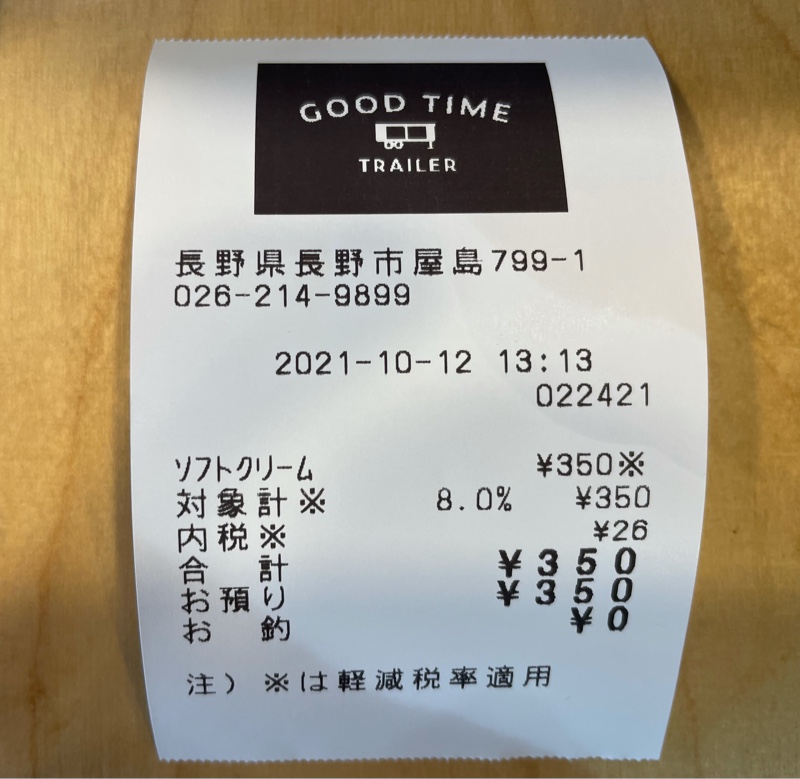 GOOD TIME
TRAILER
長野県長野市屋島799-1
026-214-9899
2021-10-12 13:13
022421
ソフトクリーム ¥350※
対象計※ 8.0% ¥350
内税※ ¥26
合 計 ¥350
お預り ¥350
お 釣 ¥0
注) ※は軽減税率適用